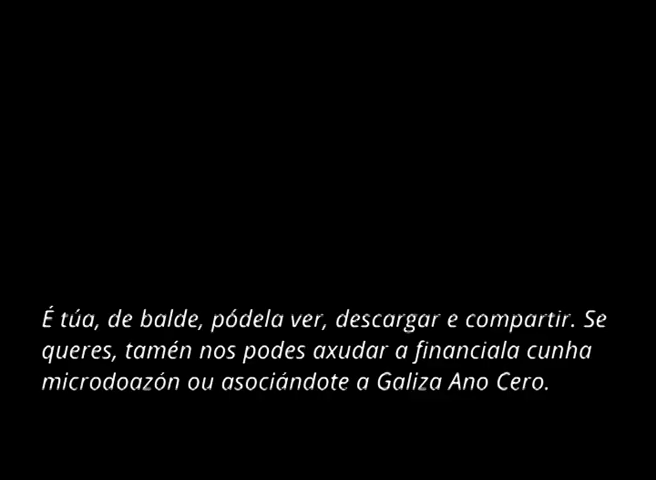 É túa, de balde, pódela ver, descargar e compartir. Se
queres, tamén nos podes axudar a financiala cunha
microdoazón ou asociándote a Galiza Ano Cero.